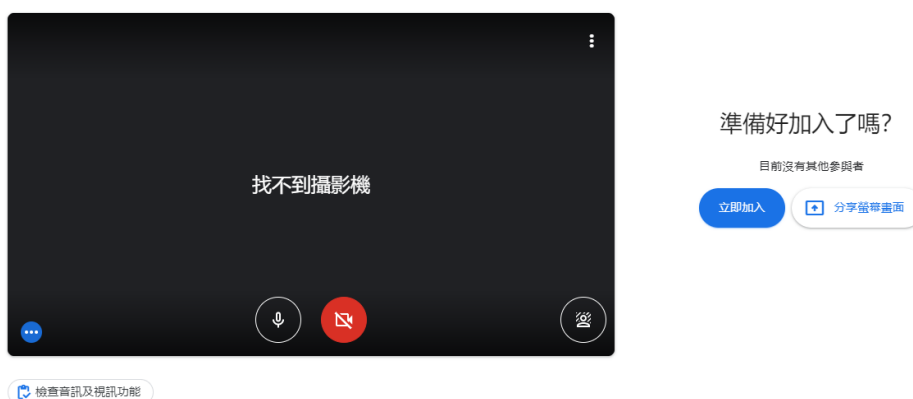 找不到攝影機
準備好加入了嗎?
目前沒有其他參與者
立即加入
分享螢幕畫面
檢查音訊及視訊功能